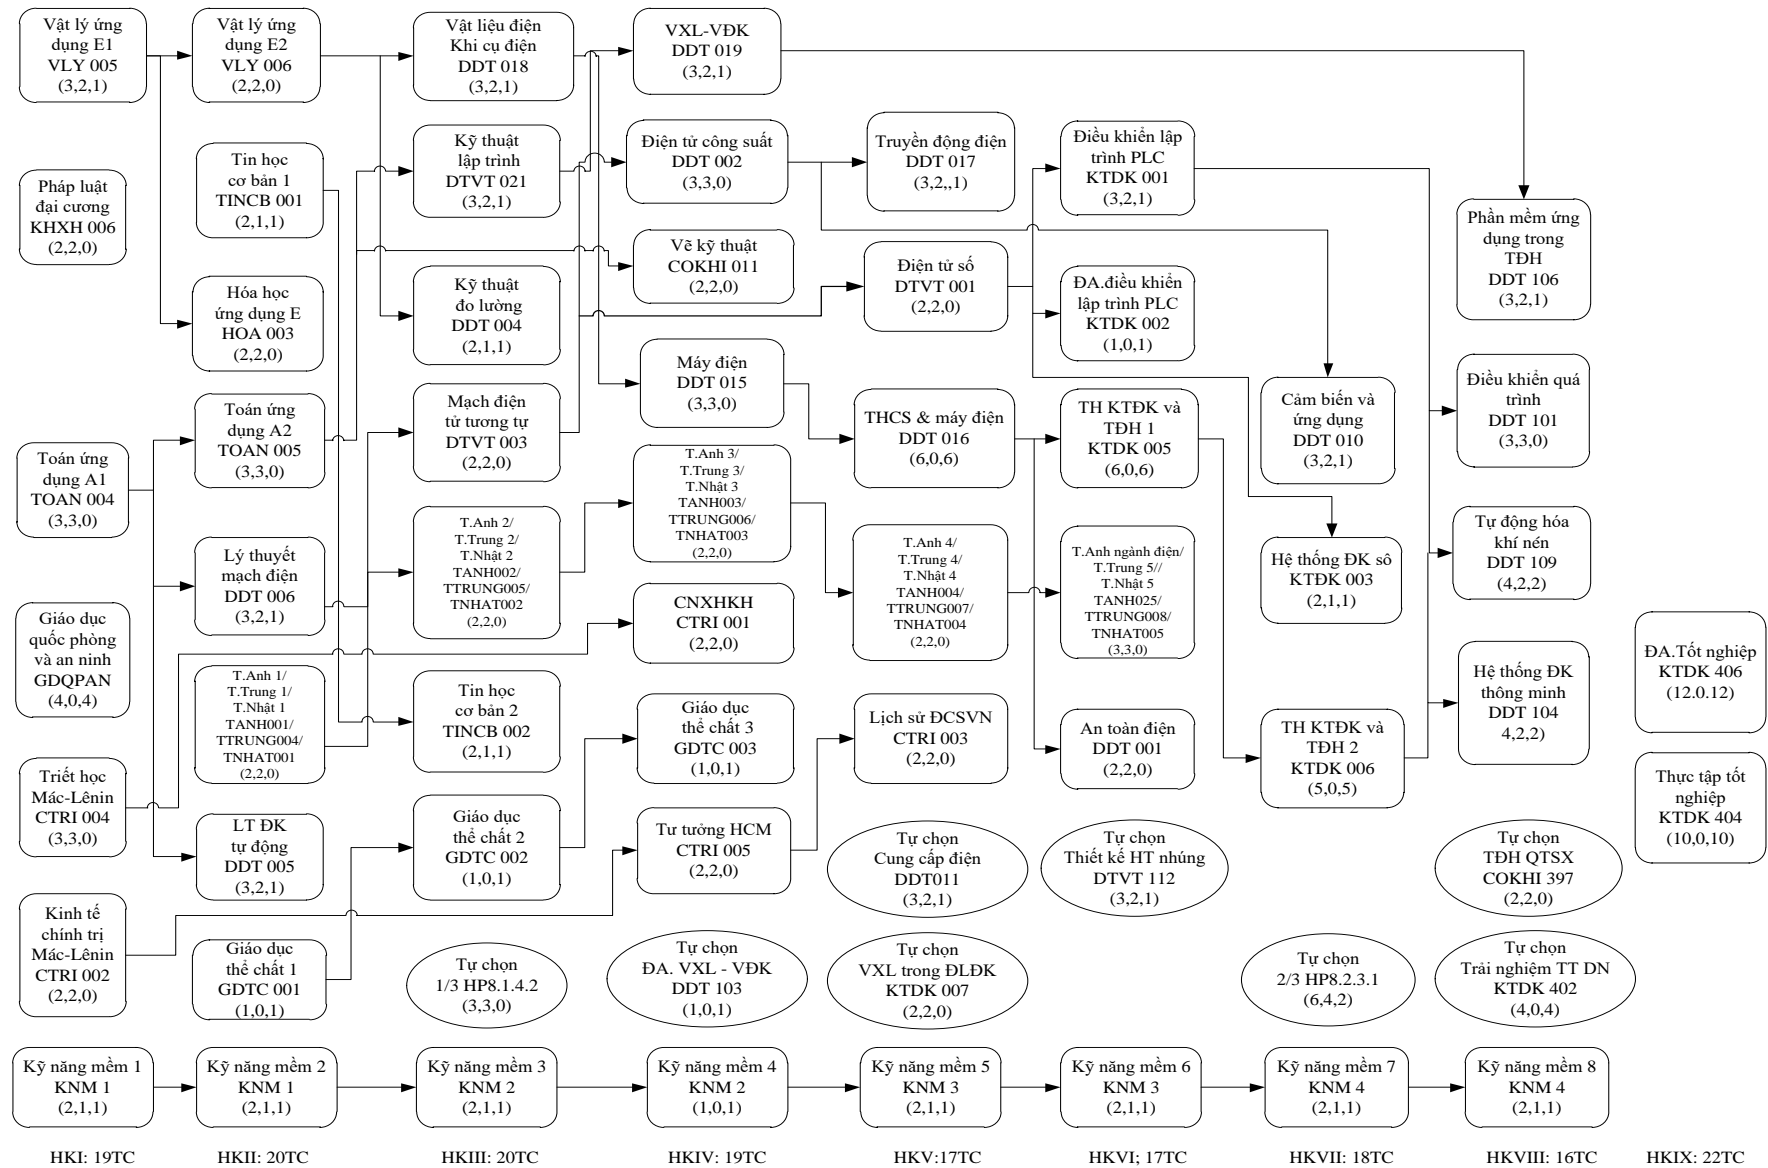 Vật lý ứng
dụng E1
VLY 005
(3,2,1)
Pháp luật
đại cương
KHXH 006
(2,2,0)
Toán ứng
dụng A1
TOAN 004
(3,3,0)
Giáo dục
quốc phòng
và an ninh
GDQPAN
(4,0,4)
Triết học
Mác-Lênin
CTRI 004
(3,3,0)
Kinh tế
chính trị
Mác-Lênin
CTRI 002
(2,2,0)
Kỹ năng mềm 1
KNM 1
(2,1,1)
HKI: 19TC
Vật lý ứng
dụng E2
VLY 006
(2,2,0)
Tin học
cơ bản 1
TINCB 001
(2,1,1)
Hóa học
ứng dụng E
HOA 003
(2,2,0)
Toán ứng
dụng A2
TOAN 005
(3,3,0)
Lý thuyết
mạch điện
DDT 006
(3,2,1)
T.Anh 1/
T.Trung 1/
T.Nhật 1
TANH001/
TTRUNG004/
TNHAT001
(2,2,0)
LT ĐK
tự động
DDT 005
(3,2,1)
Giáo dục
thể chất 1
GDTC 001
(1,0,1)
Kỹ năng mềm 2
KNM 1
(2,1,1)
HKII: 20TC
Vật liệu điện
Khi cụ điện
DDT 018
(3,2,1)
Kỹ thuật
lập trình
DTVT 021
(3,2,1)
Kỹ thuật
đo lường
DDT 004
(2,1,1)
Mạch điện
tử tương tự
DTVT 003
(2,2,0)
T.Anh 2/
T.Trung 2/
T.Nhật 2
TANH002/
TTRUNG005/
TNHAT002
(2,2,0)
Tin học
cơ bản 2
TINCB 002
(2,1,1)
Giáo dục
thể chất 2
GDTC 002
(1,0,1)
Tự chọn
1/3 HP8.1.4.2
(3,3,0)
Kỹ năng mềm 3
KNM 2
(2,1,1)
HKIII: 20TC
VXL-VĐK
DDT 019
(3,2,1)
Điện tử công suất
DDT 002
(3,3,0)
Vẽ kỹ thuật
COKHI 011
(2,2,0)
Máy điện
DDT 015
(3,3,0)
T.Anh 3/
T.Trung 3/
T.Nhật 3
TANH003/
TTRUNG006/
TNHAT003
(2,2,0)
CNXHKH
CTRI 001
(2,2,0)
Giáo dục
thể chất 3
GDTC 003
(1,0,1)
Tư tưởng HCM
CTRI 005
(2,2,0)
Tự chọn
ĐA. VXL - VĐK
DDT 103
(1,0,1)
Kỹ năng mềm 4
KNM 2
(1,0,1)
HKIV: 19TC
Truyền động điện
DDT 017
(3,2,,1)
Điện tử số
DTVT 001
(2,2,0)
THCS & máy điện
DDT 016
(6,0,6)
T.Anh 4/
T.Trung 4/
T.Nhật 4
TANH004/
TTRUNG007/
TNHAT004
(2,2,0)
Lịch sử ĐCSVN
CTRI 003
(2,2,0)
Tự chọn
Cung cấp điện
DDT011
(3,2,1)
Tự chọn
VXL trong ĐLĐK
KTDK 007
(2,2,0)
Kỹ năng mềm 5
KNM 3
(2,1,1)
HKV:17TC
Điều khiển lập
trình PLC
KTDK 001
(3,2,1)
ĐA.điều khiển
lập trình PLC
KTDK 002
(1,0,1)
TH KTĐK và
TĐH 1
KTDK 005
(6,0,6)
T.Anh ngành điện/
T.Trung 5//
T.Nhật 5
TANH025/
TTRUNG008/
TNHAT005
(3,3,0)
An toàn điện
DDT 001
(2,2,0)
Tự chọn
Thiết kế HT nhúng
DTVT 112
(3,2,1)
Kỹ năng mềm 6
KNM 3
(2,1,1)
HKVI; 17TC
Cảm biến và
ứng dụng
DDT 010
(3,2,1)
Hệ thống ĐK sô
KTĐK 003
(2,1,1)
TH KTĐK và
TĐH 2
KTDK 006
(5,0,5)
Tự chọn
2/3 HP8.2.3.1
(6,4,2)
Kỹ năng mềm 7
KNM 4
(2,1,1)
HKVII: 18TC
Phần mềm ứng
dụng trong
TĐH
DDT 106
(3,2,1)
Điều khiển quá
trình
DDT 101
(3,3,0)
Tự động hóa
khí nén
DDT 109
(4,2,2)
Hệ thống ĐK
thông minh
DDT 104
4,2,2)
Tự chọn
TĐH QTSX
COKHI 397
(2,2,0)
Tự chọn
Trải nghiệm TT DN
KTDK 402
(4,0,4)
Kỹ năng mềm 8
KNM 4
(2,1,1)
HKVIII: 16TC
ĐA.Tốt nghiệp
KTDK 406
(12.0.12)
Thực tập tốt
nghiệp
KTDK 404
(10,0,10)
HKIX: 22TC